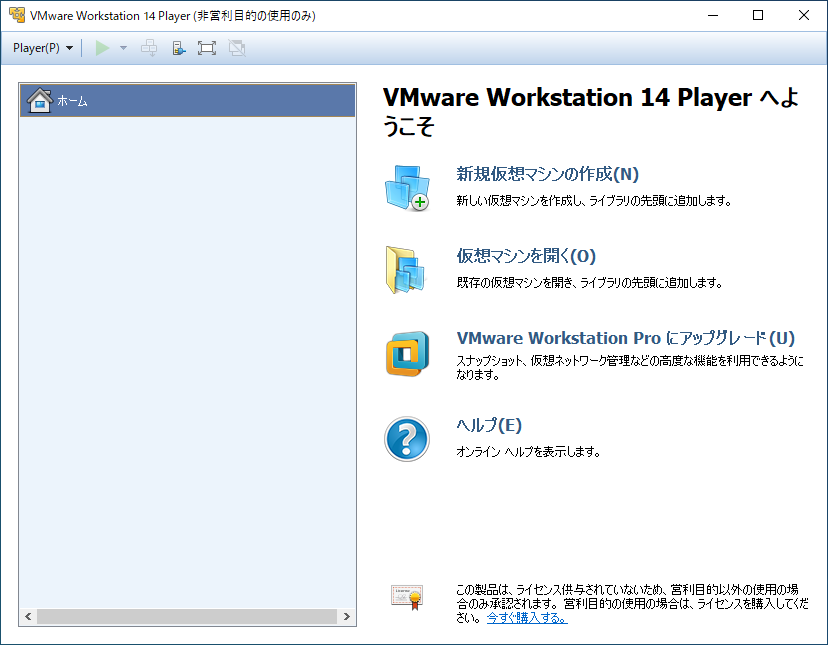 VMware Workstation 14 Player (非営利目的の使用のみ)
Player(P)
ホーム
VMware Workstation 14 Player へよ
うこそ
新規仮想マシンの作成(N)
新しい仮想マシンを作成し、ライブラリの先頭に追加します。
仮想マシンを開く(O)
既存の仮想マシンを開き、ライブラリの先頭に追加します。
VMware Workstation Pro にアップグレード(U)
スナップショット、仮想ネットワーク管理などの高度な機能を利用できるように
なります。
ヘルプ(E)
オンライン ヘルプを表示します。
この製品は、ライセンス供与されていないため、営利目的以外の使用の場
合のみ承認されます。営利目的の使用の場合は、ライセンスを購入してくだ
さい。今すぐ購入する。